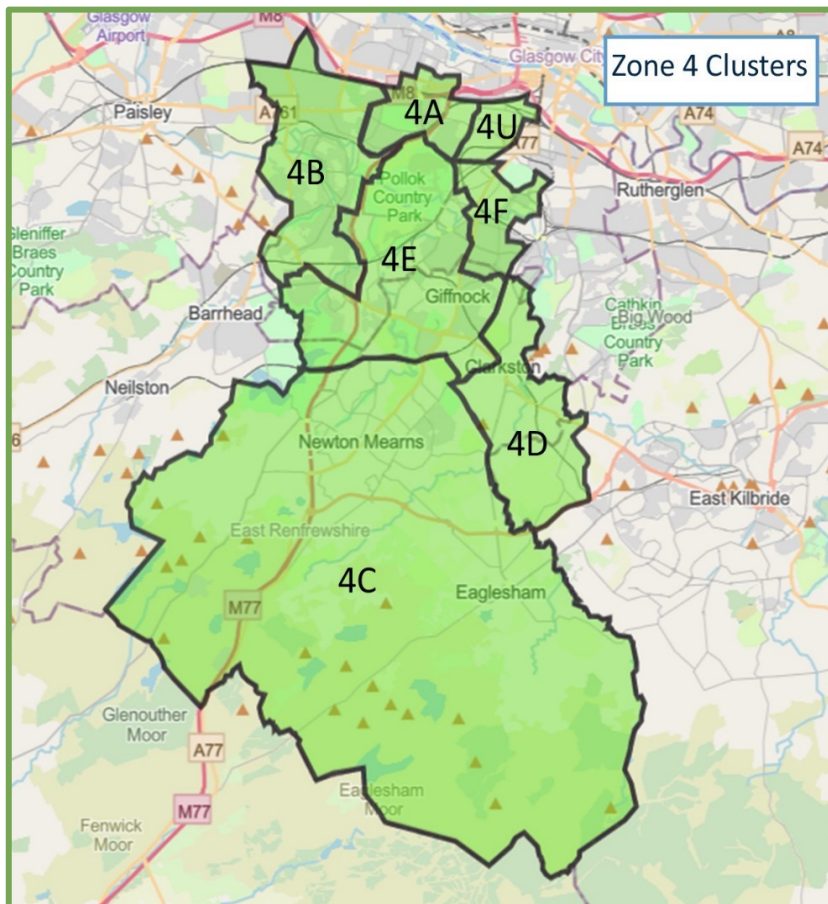 Glasgow
Airport
M8
Glasgow City
A8
Zone 4 Clusters
Paisley
A761
M8
4A
4U
A77
A74
A74
4B
Pollok
Country
Park
Rutherglen
4F
Gleniffer
Braes
Country
Park
4E
Giffnock
Barrhead
Cathkin
Braes
Big Wood
Country
Park
Clarkston
Neilston
Newton Mearns
4D
East Kilbride
East Renfrewshire
4C
Eaglesham
M77
Glenouther
Moor
A77
Eaglesham
Moor
M77
Fenwick
Moor